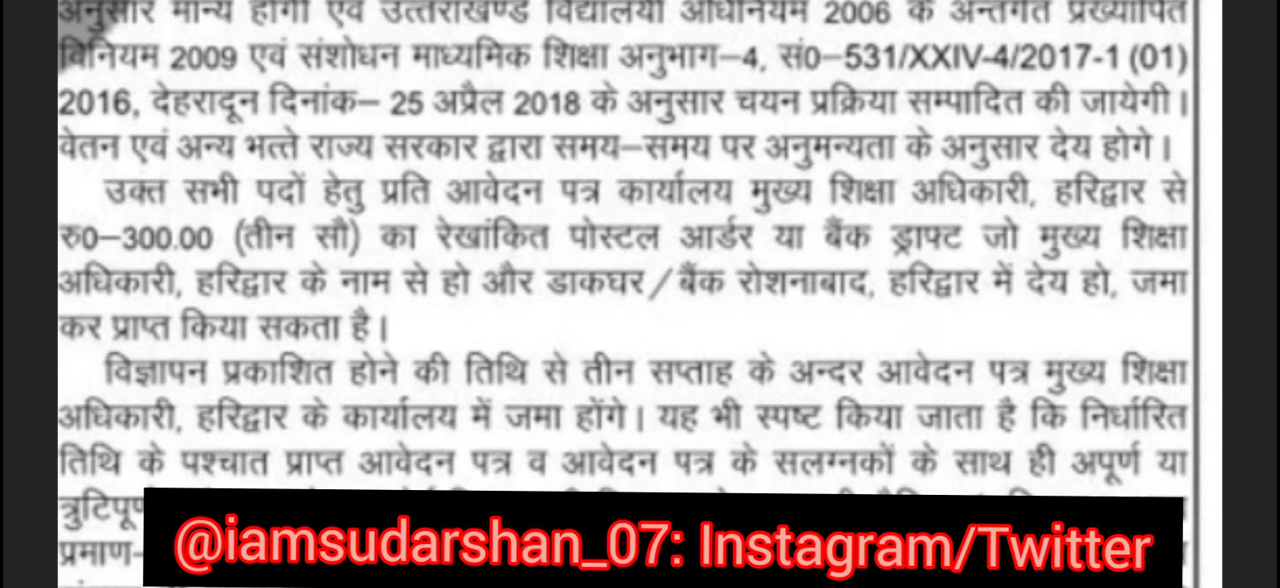 अनुसार मान्य होगी एवं उत्तराखण्ड विद्यालयी अधिनियम 2006 के अन्तर्गत प्रख्यापित
विनियम 2009 एवं संशोधन माध्यमिक शिक्षा अनुभाग–4, सं0–531/XXIV-4/2017-1 (01)
2016, देहरादून दिनांक– 25 अप्रैल 2018 के अनुसार चयन प्रक्रिया सम्पादित की जायेगी।
वेतन एवं अन्य भत्ते राज्य सरकार द्वारा समय–समय पर अनुमन्यता के अनुसार देय होगे।
उक्त सभी पदों हेतु प्रति आवेदन पत्र कार्यालय मुख्य शिक्षा अधिकारी, हरिद्वार से
रु0–300.00 (तीन सौ) का रेखांकित पोस्टल आर्डर या बैंक ड्राफ्ट जो मुख्य शिक्षा
अधिकारी, हरिद्वार के नाम से हो और डाकघर/बैंक रोशनाबाद, हरिद्वार में देय हो, जमा
कर प्राप्त किया सकता है।
विज्ञापन प्रकाशित होने की तिथि से तीन सप्ताह के अन्दर आवेदन पत्र मुख्य शिक्षा
अधिकारी, हरिद्वार के कार्यालय में जमा होंगे। यह भी स्पष्ट किया जाता है कि निर्धारित
तिथि के पश्चात प्राप्त आवेदन पत्र व आवेदन पत्र के सलग्नकों के साथ ही अपूर्ण या
प्रमाण-
@iamsudarshan_07: Instagram/Twitter